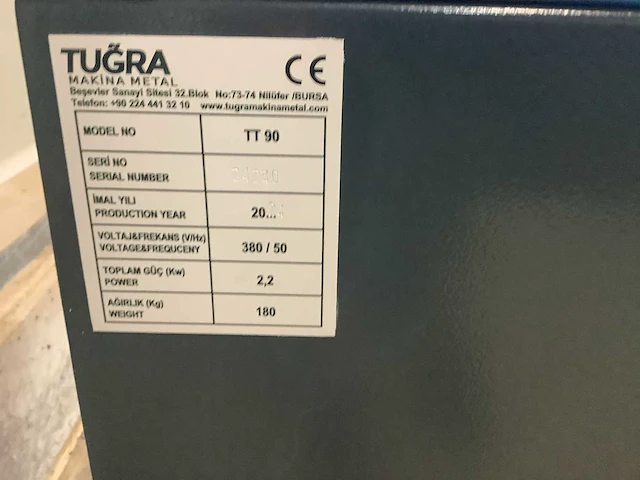 TUĞRA
MAKİNA METAL
CE
Beşevler Sanayi Sitesi 32.Blok No:73-74 Nilüfer /BURSA
Telefon: +90 224 441 32 10 www.tugramakinametal.com
MODEL NO TT 90
SERİ NO
SERIAL NUMBER
İMAL YILI
PRODUCTION YEAR 20...
VOLTAJ&FREKANS (V/Hz)
VOLTAGE&FREQUCENY 380 / 50
TOPLAM GÜÇ (Kw)
POWER 2,2
AĞIRLIK (Kg)
WEIGHT 180